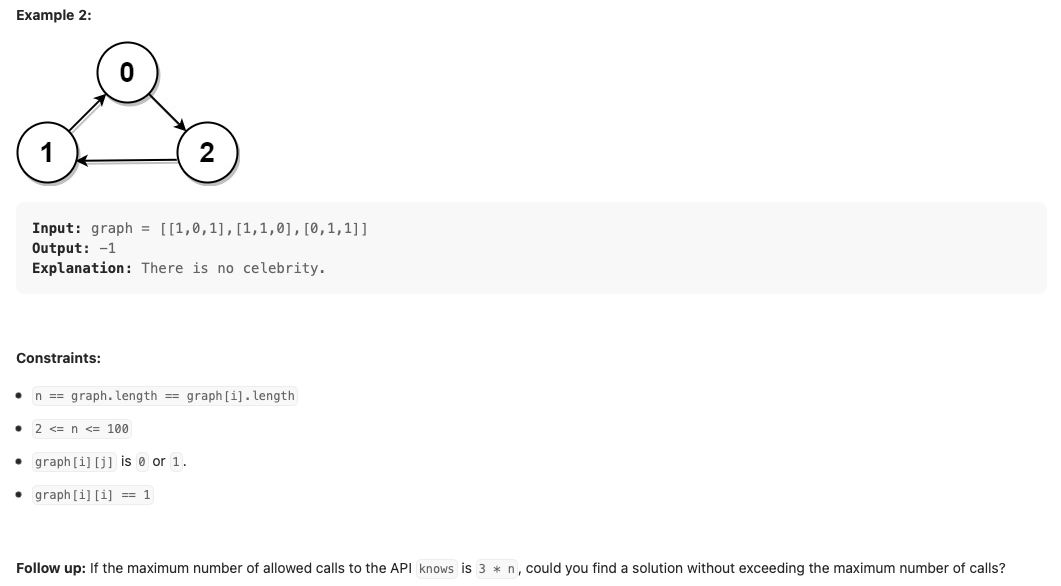 Example 2:
0
1
2
Input: graph = [[1,0,1],[1,1,0],[0,1,1]]
Output: -1
Explanation: There is no celebrity.
Constraints:
• n == graph.length == graph[i].length
• 2 <= n <= 100
• graph[i][j] is 0 or 1.
• graph[i][i] == 1
Follow up: If the maximum number of allowed calls to the API knows is 3 * n, could you find a solution without exceeding the maximum number of calls?